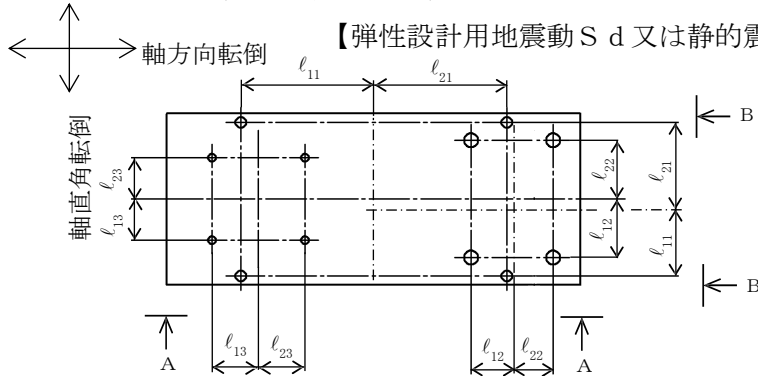 【弾性設計用地震動Ｓｄ又は静的震
軸方向転倒
ℓ11
ℓ21
B
軸直角転倒
ℓ23
ℓ13
ℓ22
ℓ12
ℓ21
ℓ11
B
ℓ13
ℓ23
ℓ12
ℓ22
A
A